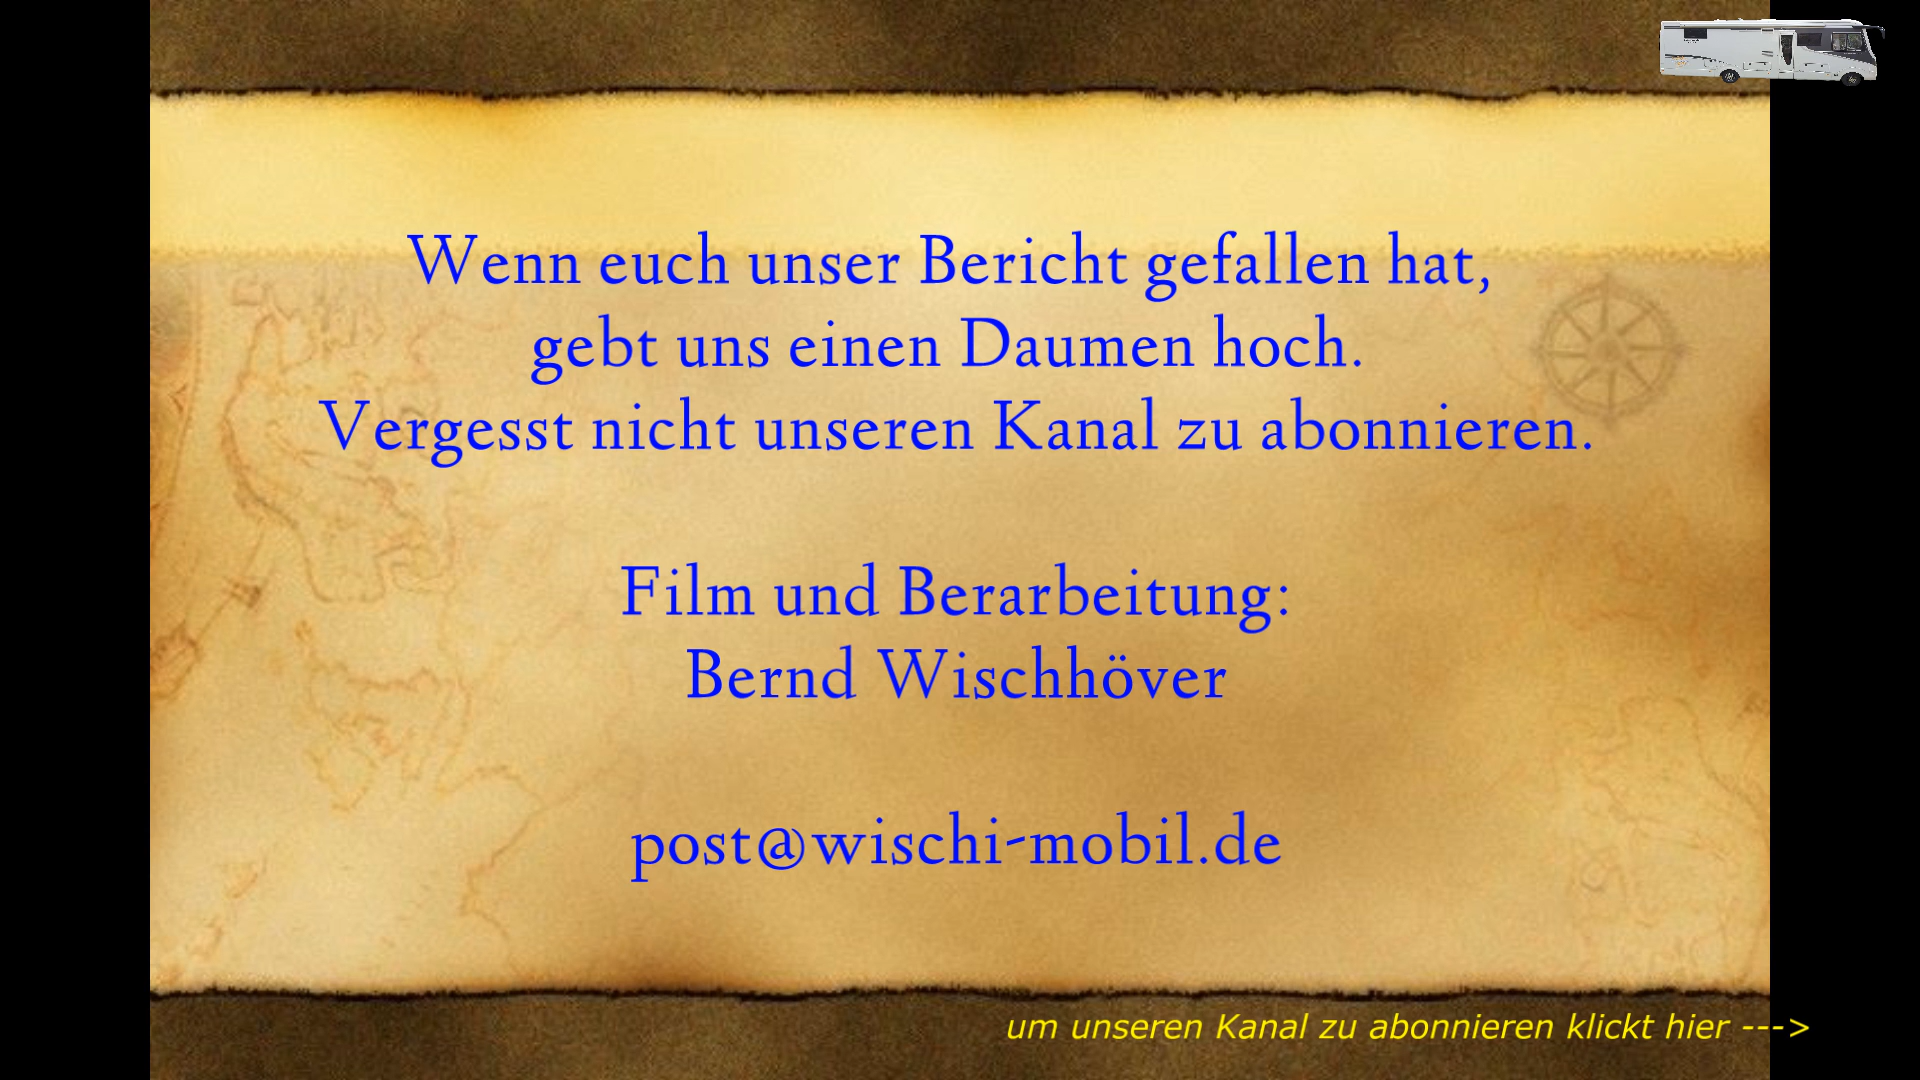 Wenn euch unser Bericht gefallen hat,
gebt uns einen Daumen hoch.
Vergesst nicht unseren Kanal zu abonnieren.
Film und Berarbeitung:
Bernd Wischhöver
post@wischi-mobil.de
um unseren Kanal zu abonnieren klickt hier --->